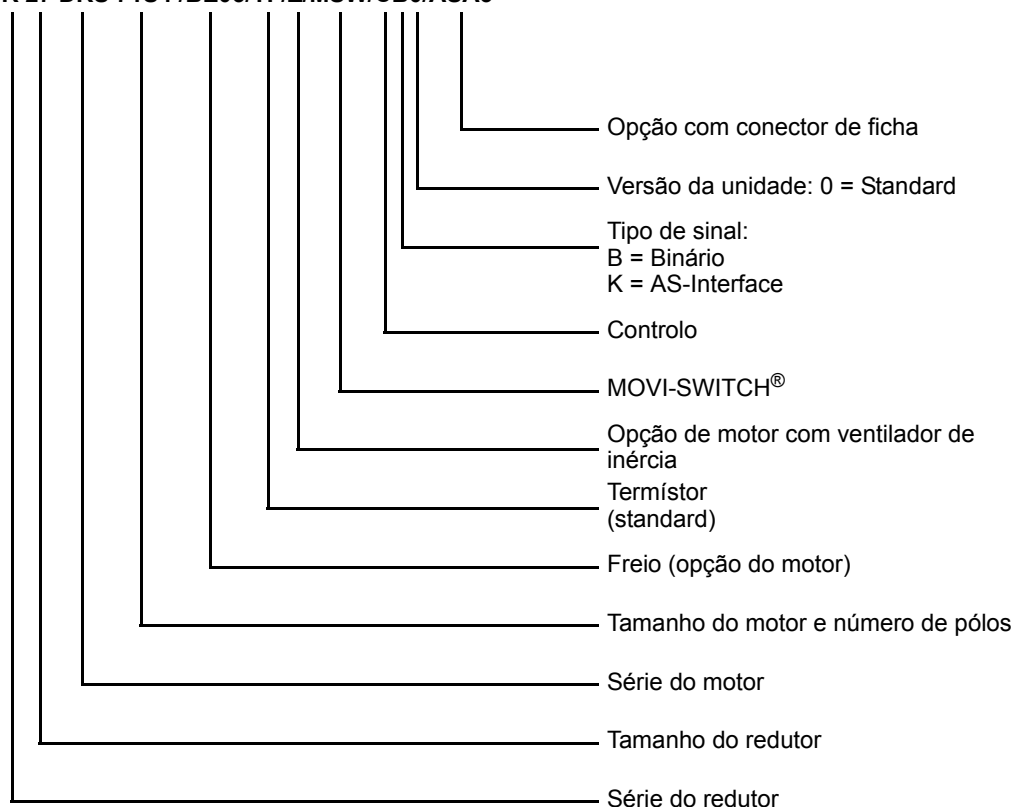 Opção com conector de ficha
Versão da unidade: 0 = Standard
Tipo de sinal:
B = Binário
K = AS-Interface
Controlo
MOVI-SWITCH®
Opção de motor com ventilador de
inércia
Termístor
(standard)
Freio (opção do motor)
Tamanho do motor e número de pólos
Série do motor
Tamanho do redutor
Série do redutor